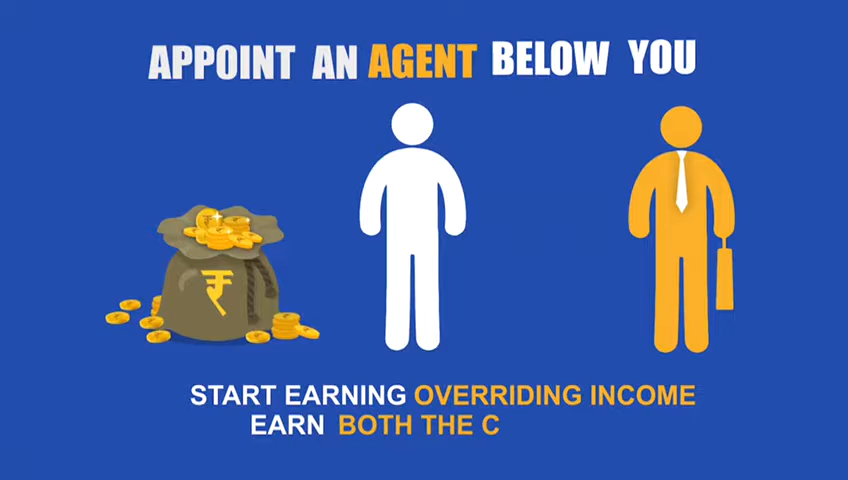 APPOINT AN AGENT BELOW YOU
₹
START EARNING OVERRIDING INCOME
EARN BOTH THE C